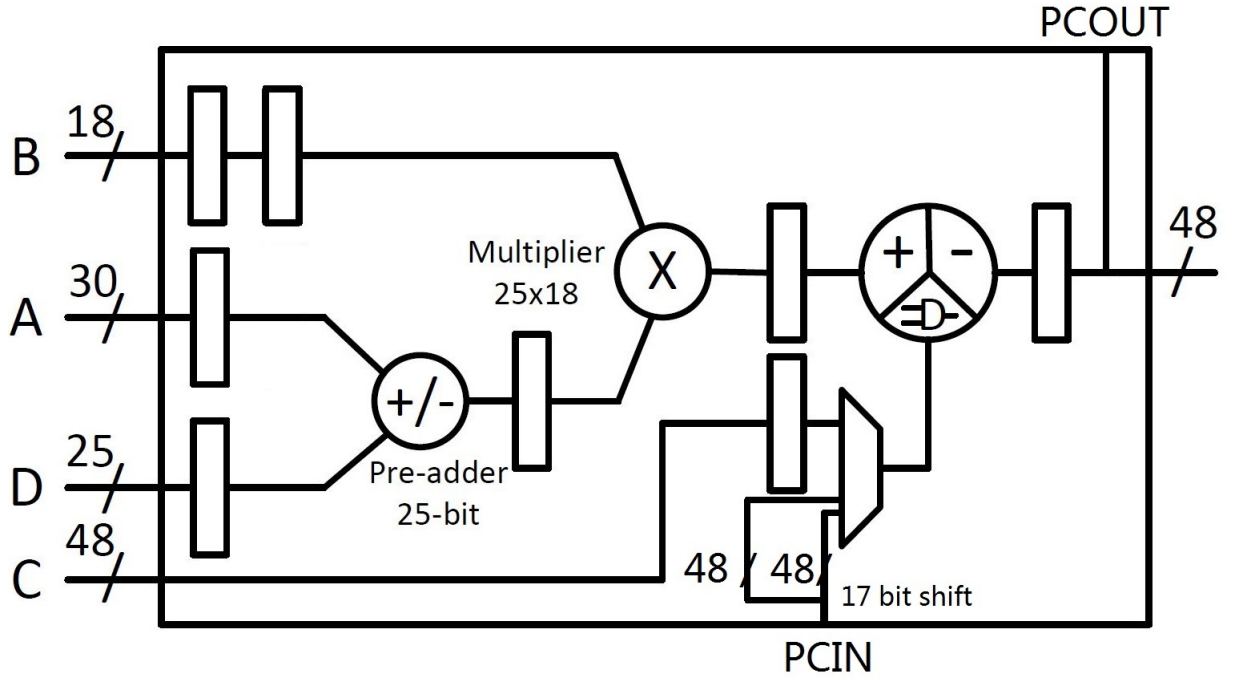 PCOUT
18
B
48
Multiplier
25x18
X
+ -
30
A
+/-
25
D
Pre-adder
25-bit
48
C
48 / 48/
17 bit shift
PCIN